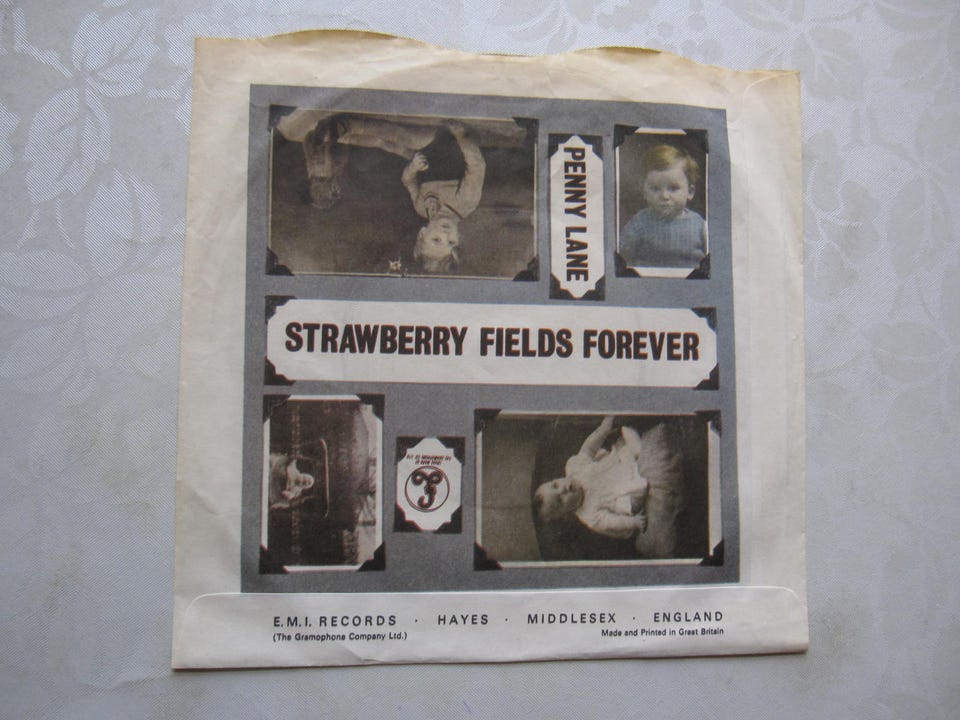 PENNY LANE
STRAWBERRY FIELDS FOREVER
E.M.I. RECORDS · HAYES · MIDDLESEX · ENGLAND
(The Gramophone Company Ltd.)
Made and Printed in Great Britain